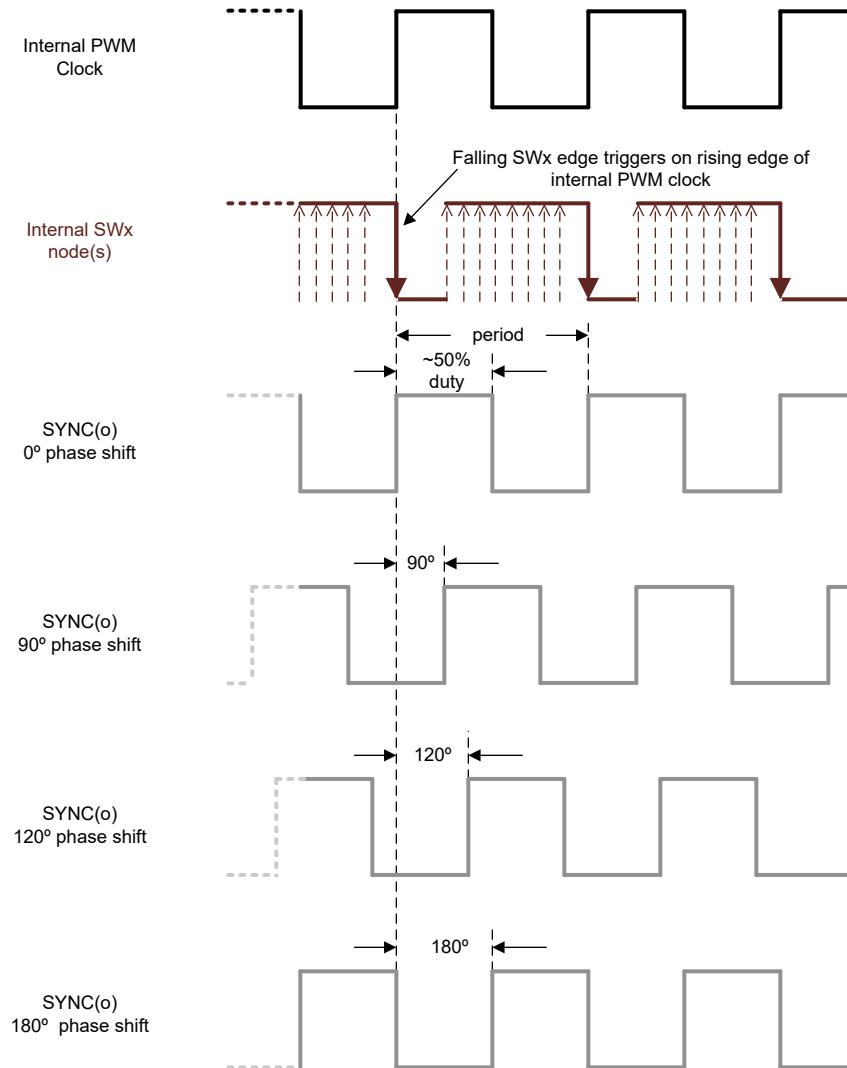 Internal PWM
Clock
Falling SWx edge triggers on rising edge of
internal PWM clock
Internal SWx
node(s)
period
~50%
duty
SYNC(o)
0º phase shift
90º
SYNC(o)
90º phase shift
120º
SYNC(o)
120º phase shift
180º
SYNC(o)
180º phase shift